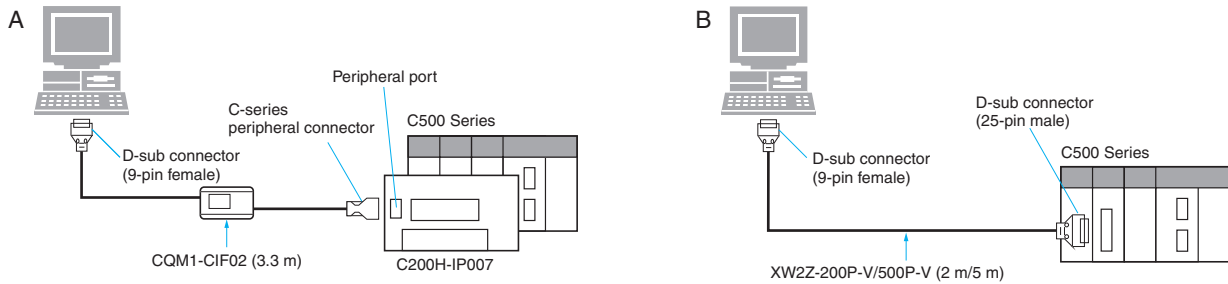 A
Peripheral port
C-series
peripheral connector
C500 Series
D-sub connector
(9-pin female)
CQM1-CIF02 (3.3 m)
C200H-IP007
B
D-sub connector
(25-pin male)
C500 Series
D-sub connector
(9-pin female)
XW2Z-200P-V/500P-V (2 m/5 m)